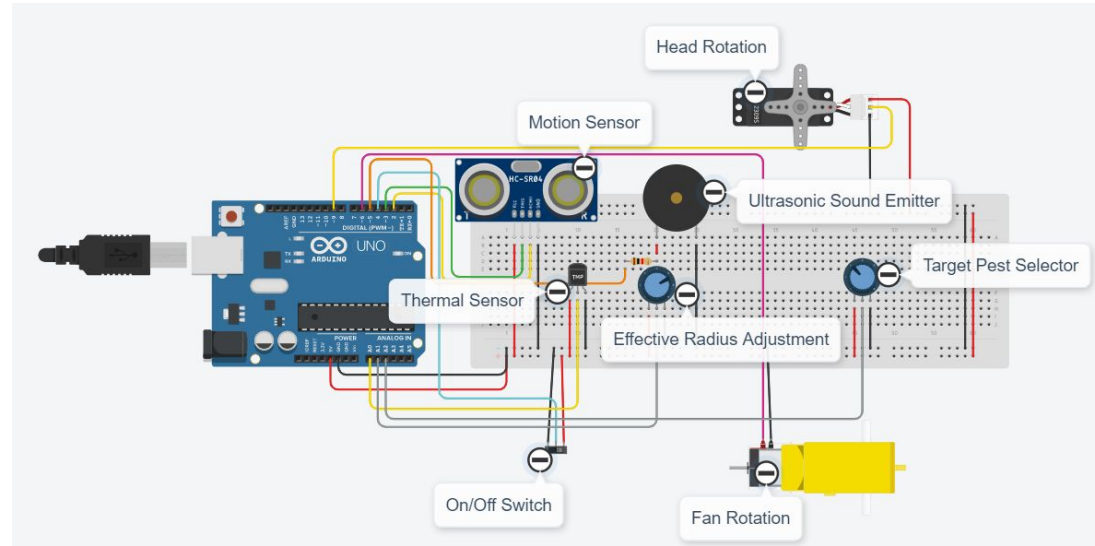 Head Rotation
Motion Sensor
HC-SR04
Ultrasonic Sound Emitter
Target Pest Selector
DIGITAL (PWM~)
UNO
ARDUINO
TMP
Thermal Sensor
Effective Radius Adjustment
POWER
ANALOG IN
On/Off Switch
Fan Rotation